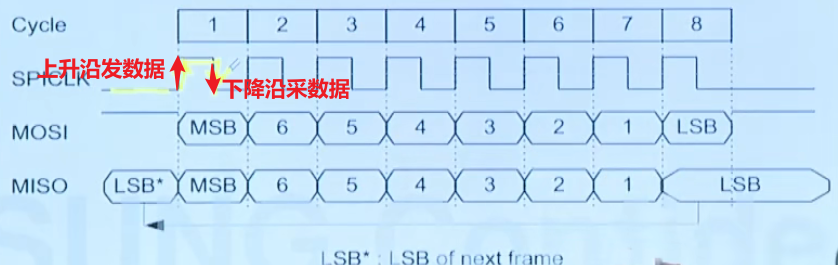 Cycle 1 2 3 4 5 6 7 8
上升沿发数据
SPICLK
下降沿采数据
MOSI MSB 6 5 4 3 2 1 LSB
MISO LSB* MSB 6 5 4 3 2 1 LSB
LSB* : LSB of next frame